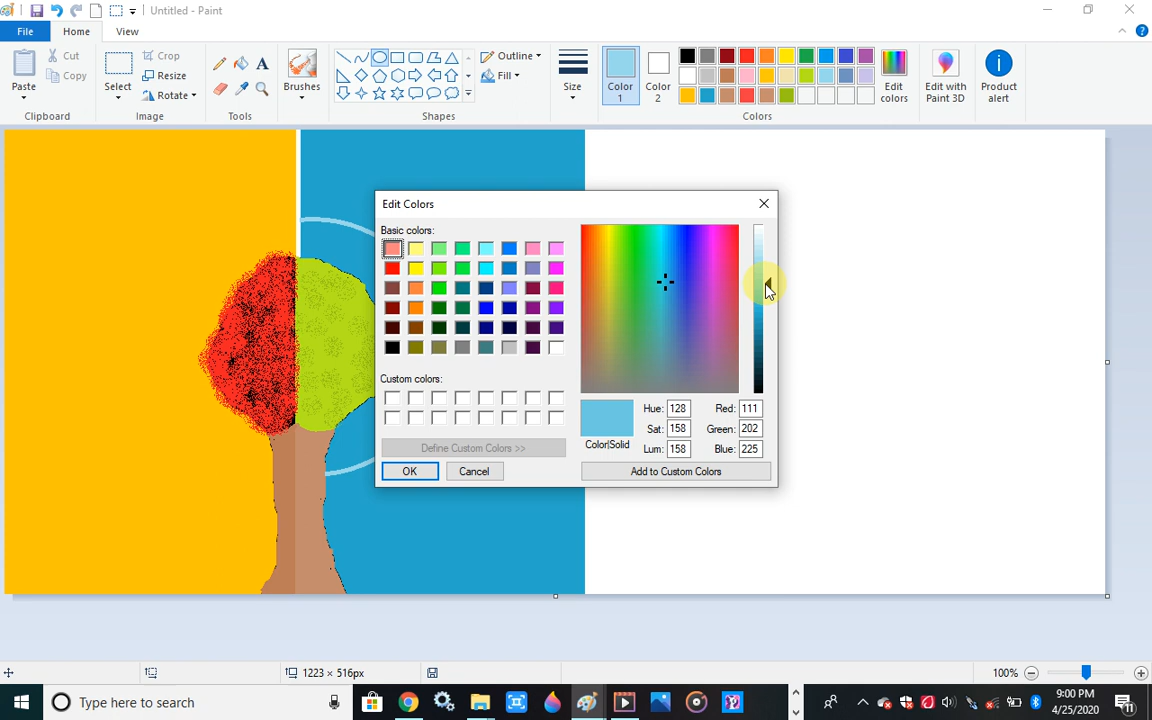 Untitled - Paint
File Home View
Paste
Cut
Copy
Clipboard
Select
Crop
Resize
Rotate
Image
Tools
Brushes
Shapes
Outline
Fill
Size
Color 1
Color 2
Colors
Edit colors
Edit with Paint 3D
Product alert
Edit Colors
Basic colors:
Custom colors:
Define Custom Colors >>
OK Cancel
Color|Solid
Hue: 128 Red: 111
Sat: 158 Green: 202
Lum: 158 Blue: 225
Add to Custom Colors
1223 × 516px
100%
Type here to search
9:00 PM
4/25/2020
11